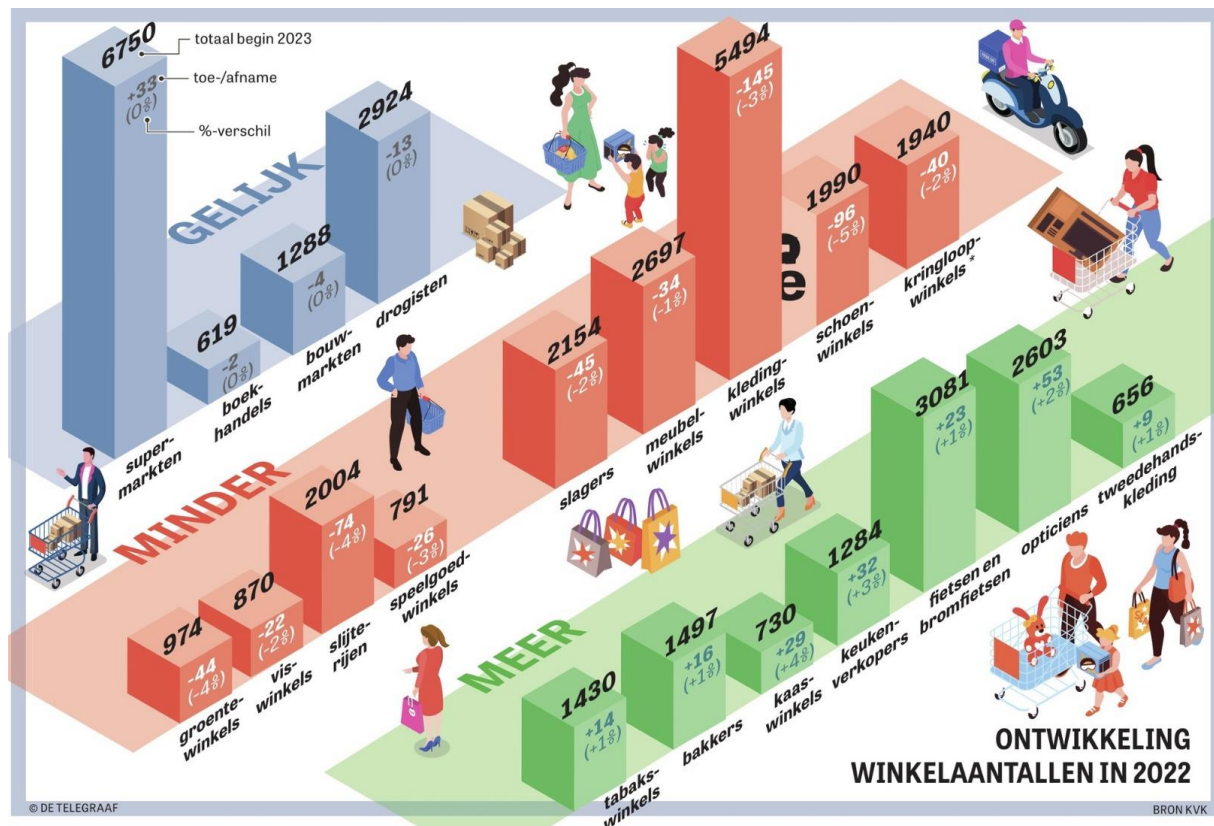 6750
totaal begin 2023
+33
toe-/afname
(0%)
%-verschil
super-
markten
GELIJK
619
-2
(0%)
boek-
handels
1288
-4
(0%)
bouw-
markten
2924
-13
(0%)
drogisten
MINDER
974
-44
(-4%)
groente-
winkels
870
-22
(-2%)
vis-
winkels
2004
-74
(-4%)
slijte-
rijen
791
-26
(-3%)
speelgoed-
winkels
2154
-45
(-2%)
slagers
2697
-34
(-1%)
meubel-
winkels
5494
-145
(-3%)
kleding-
winkels
1990
-96
(-5%)
schoen-
winkels
1940
-40
(-2%)
kringloop-
winkels *
MEER
1430
+14
(+1%)
tabaks-
winkels
1497
+16
(+1%)
bakkers
730
+29
(+4%)
kaas-
winkels
1284
+32
(+3%)
keuken-
verkopers
3081
+23
(+1%)
fietsen en
bromfietsen
2603
+53
(+2%)
opticiens
656
+9
(+1%)
tweedehands-
kleding
ONTWIKKELING
WINKELAANTALLEN IN 2022
© DE TELEGRAAF
BRON KVK